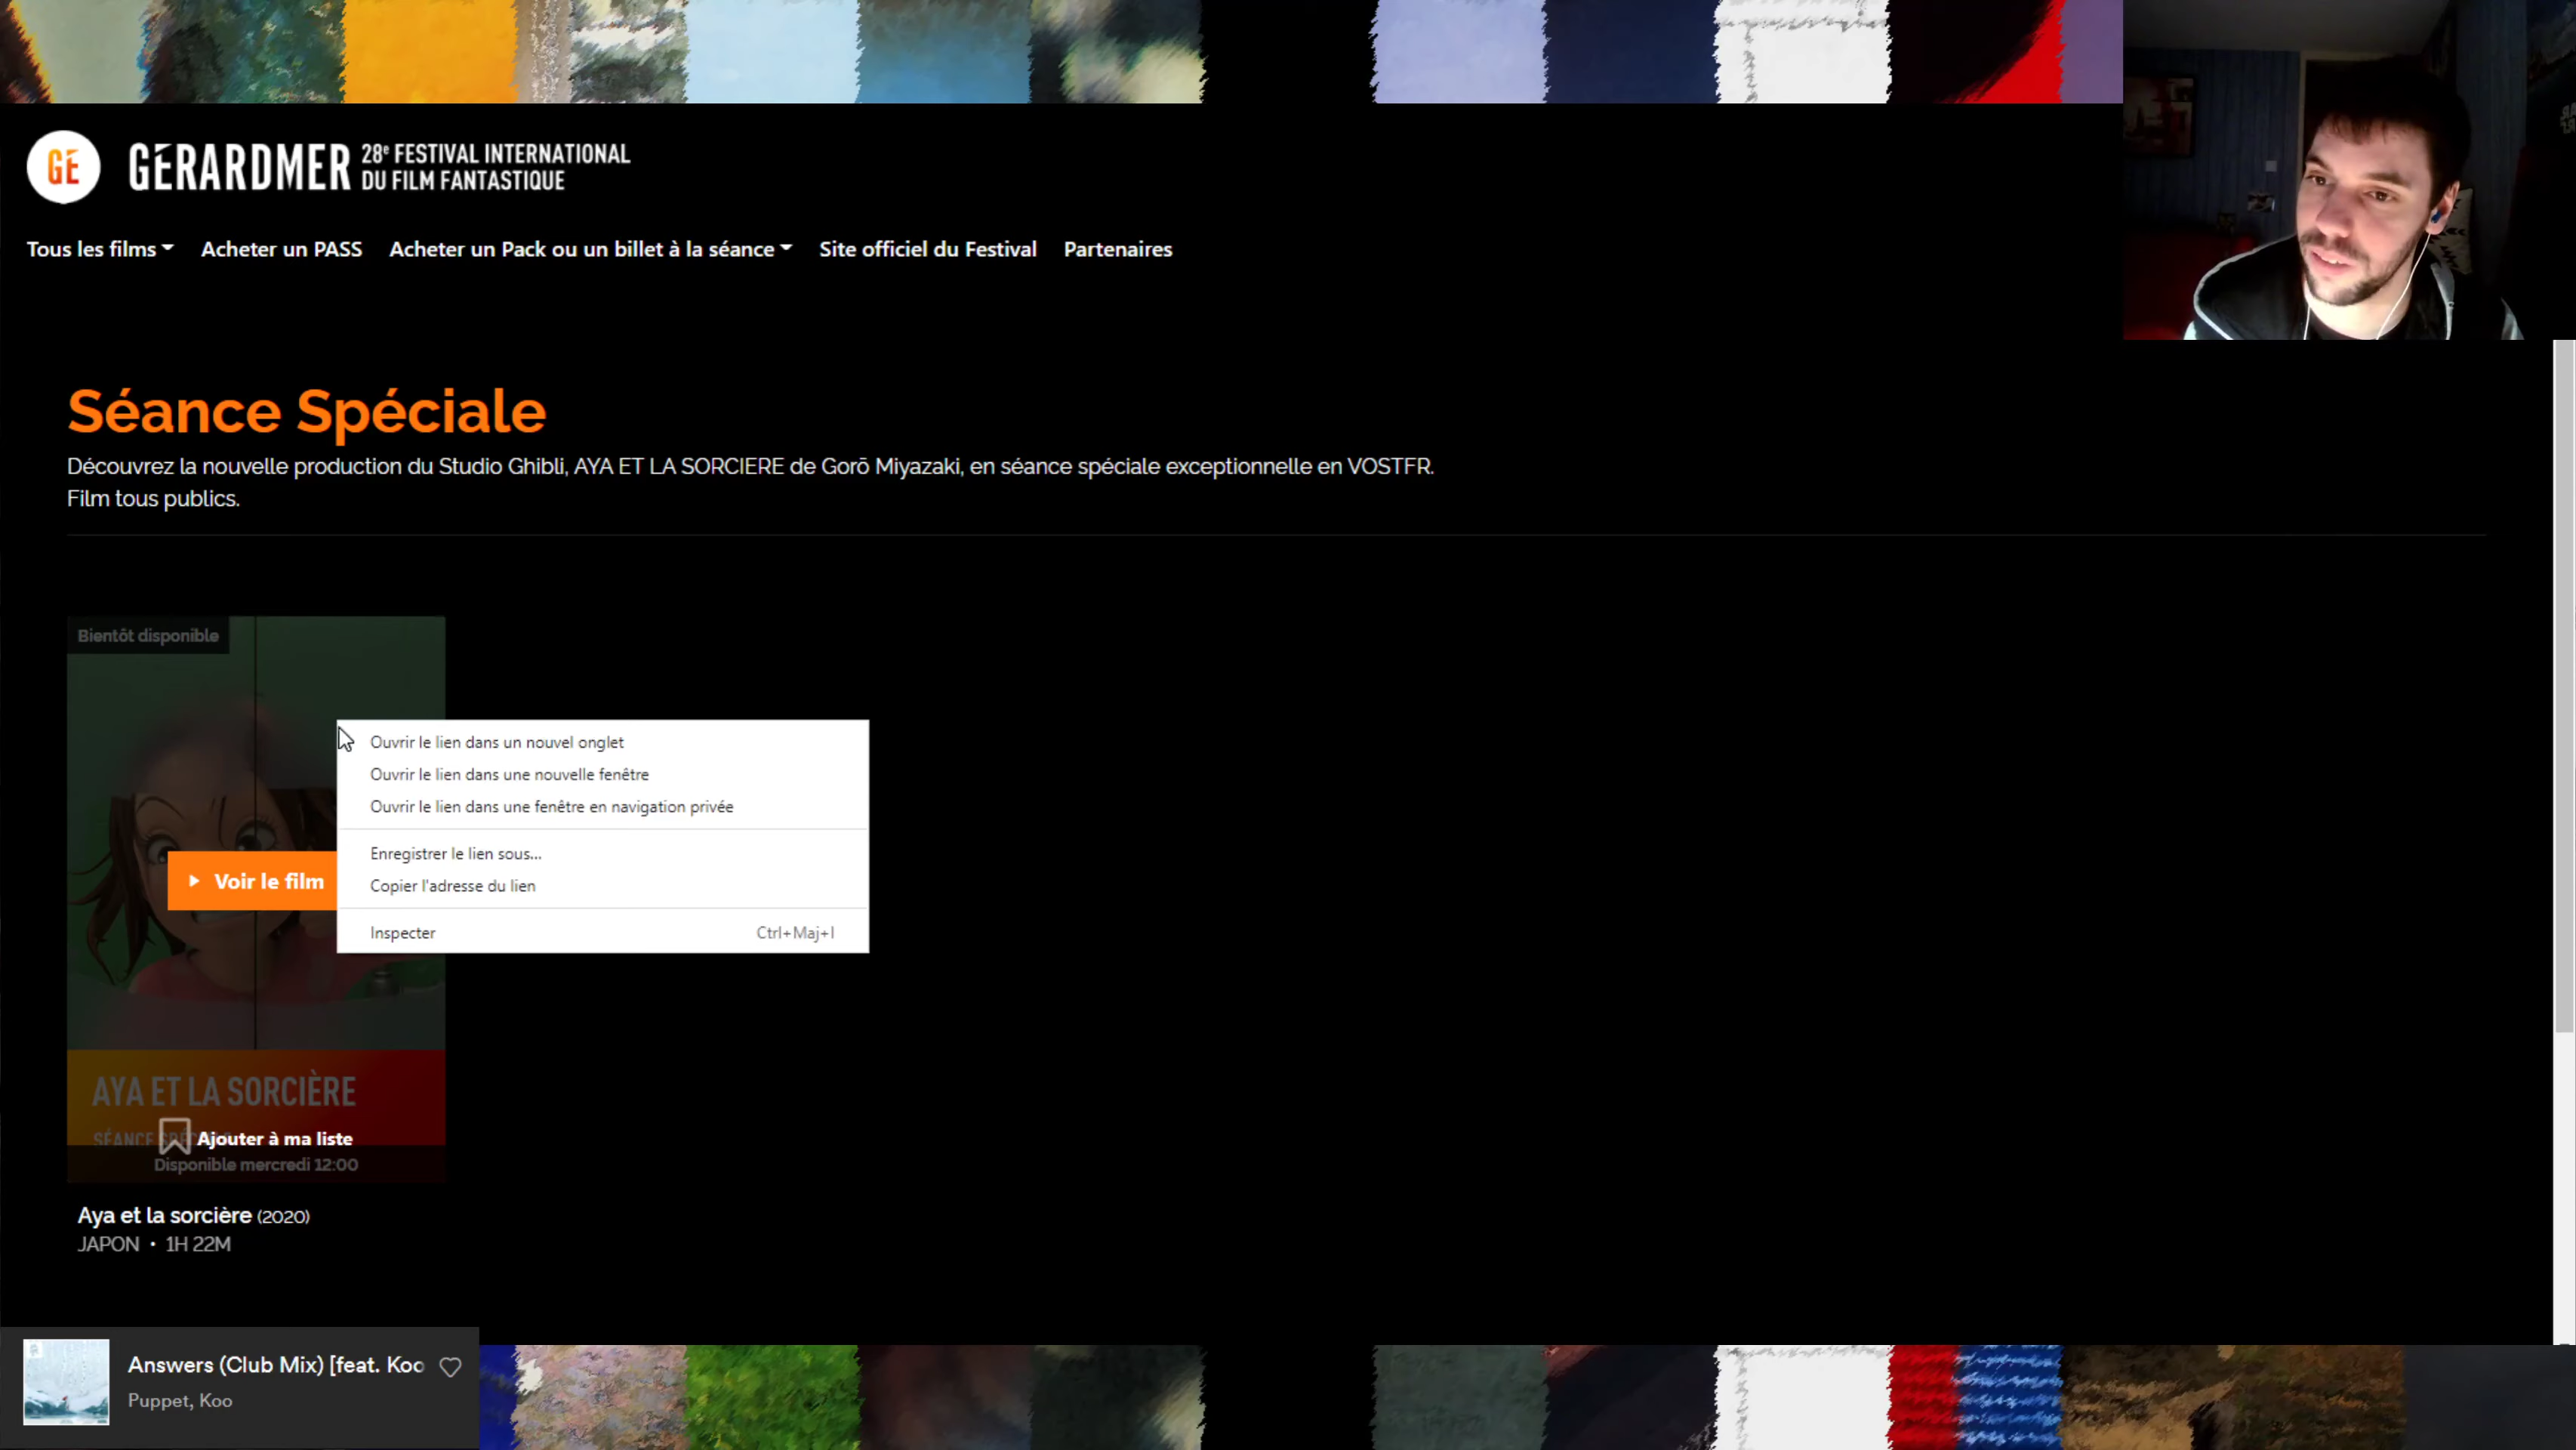 GÉ
GÉRARDMER
28e FESTIVAL INTERNATIONAL
DU FILM FANTASTIQUE
Tous les films
Acheter un PASS
Acheter un Pack ou un billet à la séance
Site officiel du Festival
Partenaires
Séance Spéciale
Découvrez la nouvelle production du Studio Ghibli, AYA ET LA SORCIERE de Gorō Miyazaki, en séance spéciale exceptionnelle en VOSTFR.
Film tous publics.
Bientôt disponible
Ouvrir le lien dans un nouvel onglet
Ouvrir le lien dans une nouvelle fenêtre
Ouvrir le lien dans une fenêtre en navigation privée
Enregistrer le lien sous...
Copier l'adresse du lien
Inspecter Ctrl+Maj+I
Voir le film
AYA ET LA SORCIÈRE
SÉANCE
Ajouter à ma liste
Disponible mercredi 12:00
Aya et la sorcière (2020)
JAPON • 1H 22M
Answers (Club Mix) [feat. Koo
Puppet, Koo